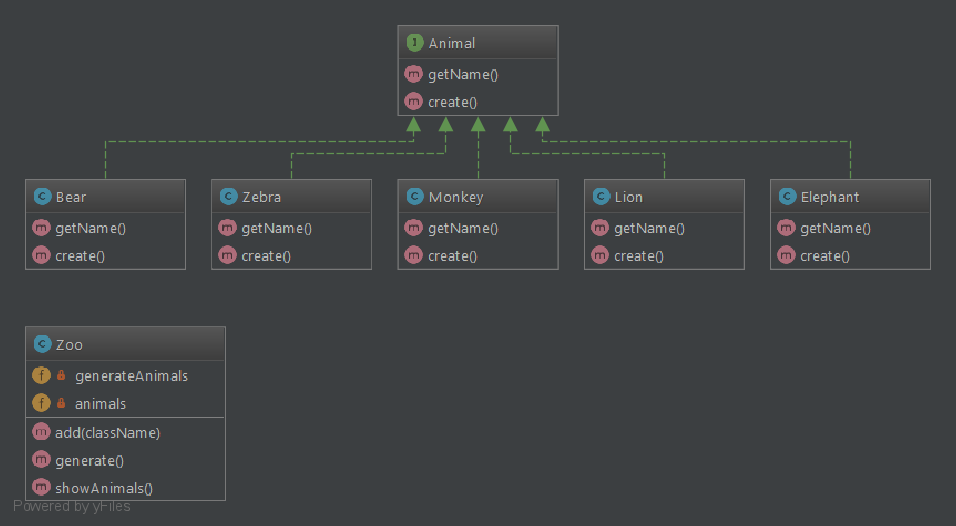 I Animal
m getName()
m create()
C Bear
m getName()
m create()
C Zebra
m getName()
m create()
C Monkey
m getName()
m create()
C Lion
m getName()
m create()
C Elephant
m getName()
m create()
C Zoo
f generateAnimals
f animals
m add(className)
m generate()
m showAnimals()
Powered by yFiles